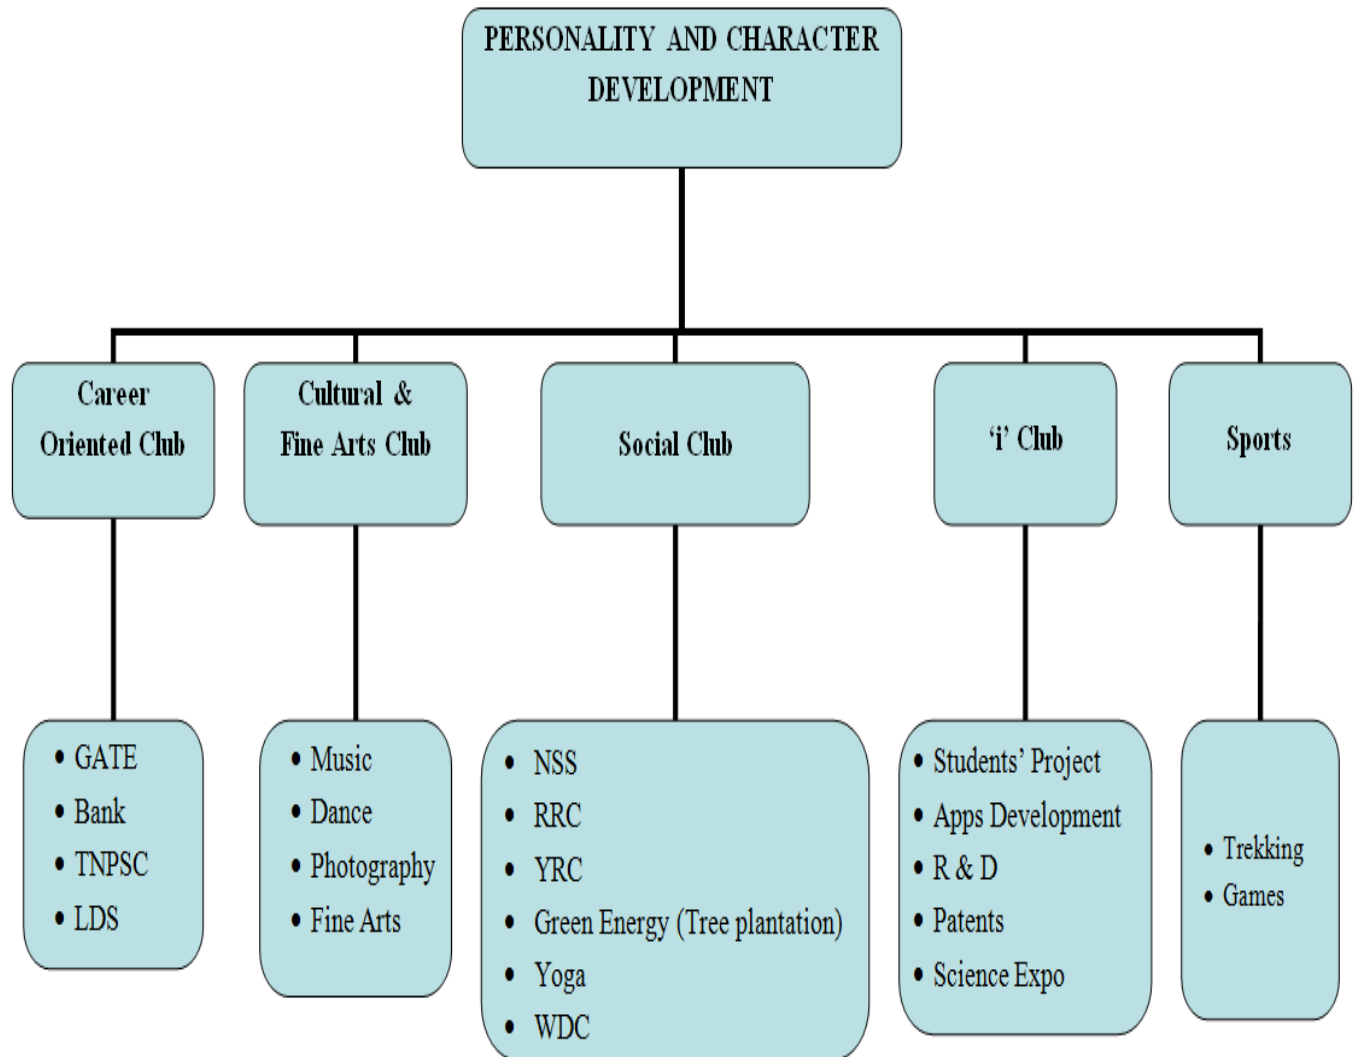 PERSONALITY AND CHARACTER
DEVELOPMENT
Career
Oriented Club
Cultural &
Fine Arts Club
Social Club
‘i’ Club
Sports
• GATE
• Bank
• TNPSC
• LDS
• Music
• Dance
• Photography
• Fine Arts
• NSS
• RRC
• YRC
• Green Energy (Tree plantation)
• Yoga
• WDC
• Students’ Project
• Apps Development
• R & D
• Patents
• Science Expo
• Trekking
• Games